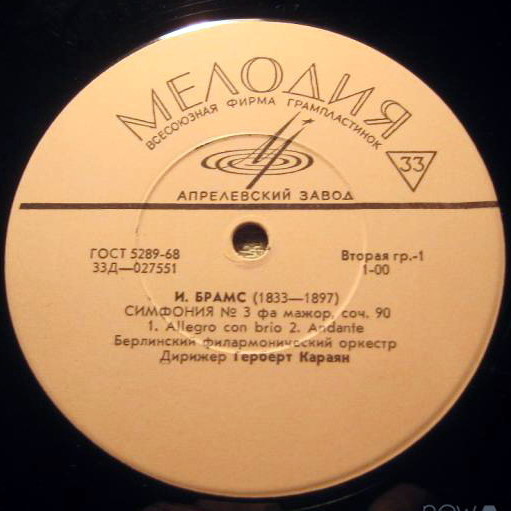 МЕЛОДИЯ
ВСЕСОЮЗНАЯ ФИРМА ГРАМПЛАСТИНОК
33
АПРЕЛЕВСКИЙ ЗАВОД
ГОСТ 5289-68 Вторая гр.-1
33Д—027551 1-00
И. БРАМС (1833—1897)
СИМФОНИЯ № 3 фа мажор, соч. 90
1. Allegro con brio 2. Andante
Берлинский филармонический оркестр
Дирижер Герберт Караян